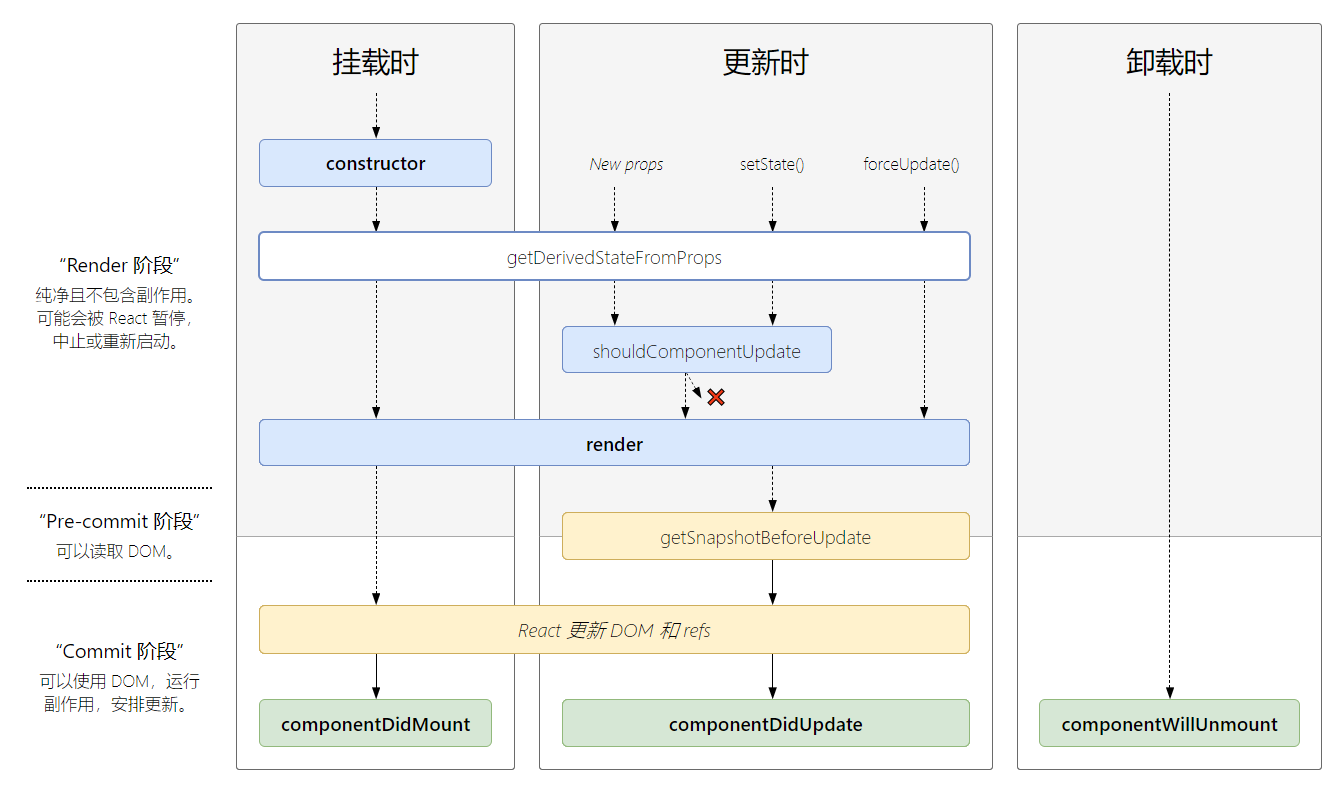 挂载时
更新时
卸载时
constructor
New props
setState()
forceUpdate()
“Render 阶段”
纯净且不包含副作用。
可能会被 React 暂停，
中止或重新启动。
getDerivedStateFromProps
shouldComponentUpdate
render
“Pre-commit 阶段”
可以读取 DOM。
getSnapshotBeforeUpdate
React 更新 DOM 和 refs
“Commit 阶段”
可以使用 DOM，运行
副作用，安排更新。
componentDidMount
componentDidUpdate
componentWillUnmount